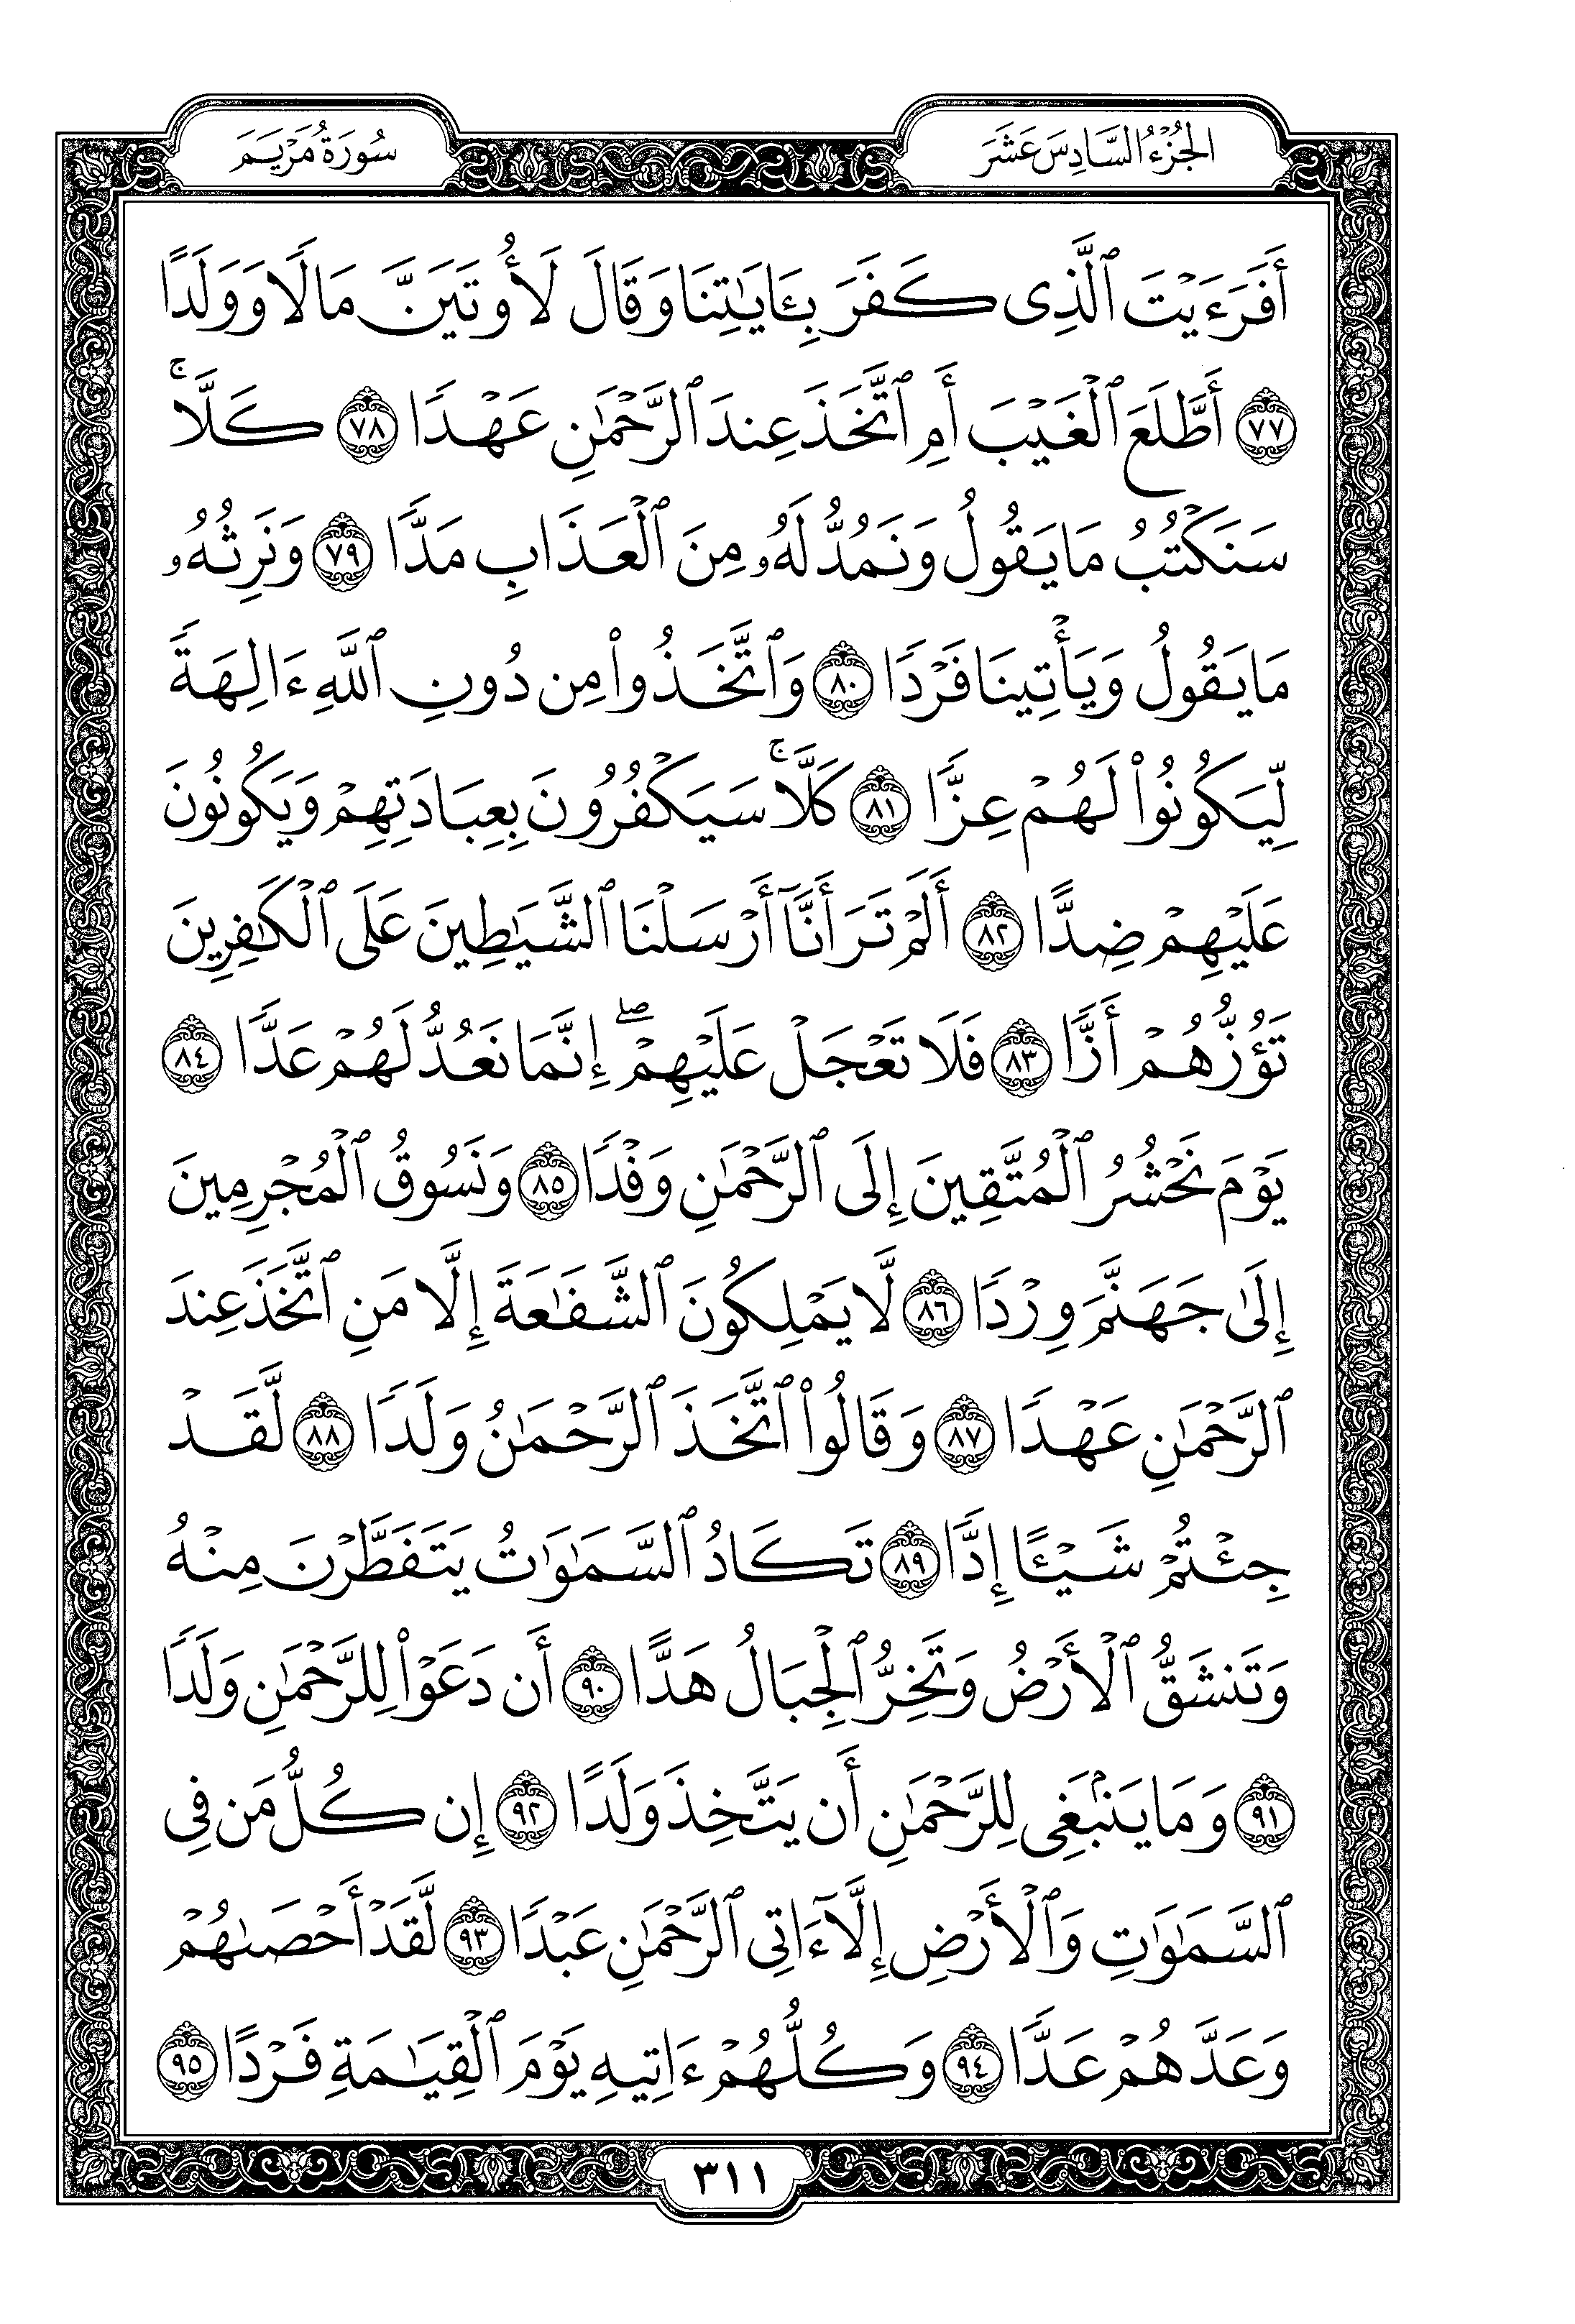 الجُزْءُ السَّادِسَ عَشَرَ
سُورَةُ مَرْيَمَ
أَفَرَءَيْتَ ٱلَّذِى كَفَرَ بِـَٔايَـٰتِنَا وَقَالَ لَأُوتَيَنَّ مَالًا وَوَلَدًا
٧٧ أَطَّلَعَ ٱلْغَيْبَ أَمِ ٱتَّخَذَ عِندَ ٱلرَّحْمَـٰنِ عَهْدًا ٧٨ كَلَّا ۚ
سَنَكْتُبُ مَا يَقُولُ وَنَمُدُّ لَهُۥ مِنَ ٱلْعَذَابِ مَدًّا ٧٩ وَنَرِثُهُۥ
مَا يَقُولُ وَيَأْتِينَا فَرْدًا ٨٠ وَٱتَّخَذُوا۟ مِن دُونِ ٱللَّهِ ءَالِهَةً
لِّيَكُونُوا۟ لَهُمْ عِزًّا ٨١ كَلَّا ۚ سَيَكْفُرُونَ بِعِبَادَتِهِمْ وَيَكُونُونَ
عَلَيْهِمْ ضِدًّا ٨٢ أَلَمْ تَرَ أَنَّآ أَرْسَلْنَا ٱلشَّيَـٰطِينَ عَلَى ٱلْكَـٰفِرِينَ
تَؤُزُّهُمْ أَزًّا ٨٣ فَلَا تَعْجَلْ عَلَيْهِمْ ۖ إِنَّمَا نَعُدُّ لَهُمْ عَدًّا ٨٤
يَوْمَ نَحْشُرُ ٱلْمُتَّقِينَ إِلَى ٱلرَّحْمَـٰنِ وَفْدًا ٨٥ وَنَسُوقُ ٱلْمُجْرِمِينَ
إِلَىٰ جَهَنَّمَ وِرْدًا ٨٦ لَّا يَمْلِكُونَ ٱلشَّفَـٰعَةَ إِلَّا مَنِ ٱتَّخَذَ عِندَ
ٱلرَّحْمَـٰنِ عَهْدًا ٨٧ وَقَالُوا۟ ٱتَّخَذَ ٱلرَّحْمَـٰنُ وَلَدًا ٨٨ لَّقَدْ
جِئْتُمْ شَيْـًٔا إِدًّا ٨٩ تَكَادُ ٱلسَّمَـٰوَٰتُ يَتَفَطَّرْنَ مِنْهُ
وَتَنشَقُّ ٱلْأَرْضُ وَتَخِرُّ ٱلْجِبَالُ هَدًّا ٩٠ أَن دَعَوْا۟ لِلرَّحْمَـٰنِ وَلَدًا
٩١ وَمَا يَنۢبَغِى لِلرَّحْمَـٰنِ أَن يَتَّخِذَ وَلَدًا ٩٢ إِن كُلُّ مَن فِى
ٱلسَّمَـٰوَٰتِ وَٱلْأَرْضِ إِلَّآ ءَاتِى ٱلرَّحْمَـٰنِ عَبْدًا ٩٣ لَّقَدْ أَحْصَىٰهُمْ
وَعَدَّهُمْ عَدًّا ٩٤ وَكُلُّهُمْ ءَاتِيهِ يَوْمَ ٱلْقِيَـٰمَةِ فَرْدًا ٩٥
٣١١